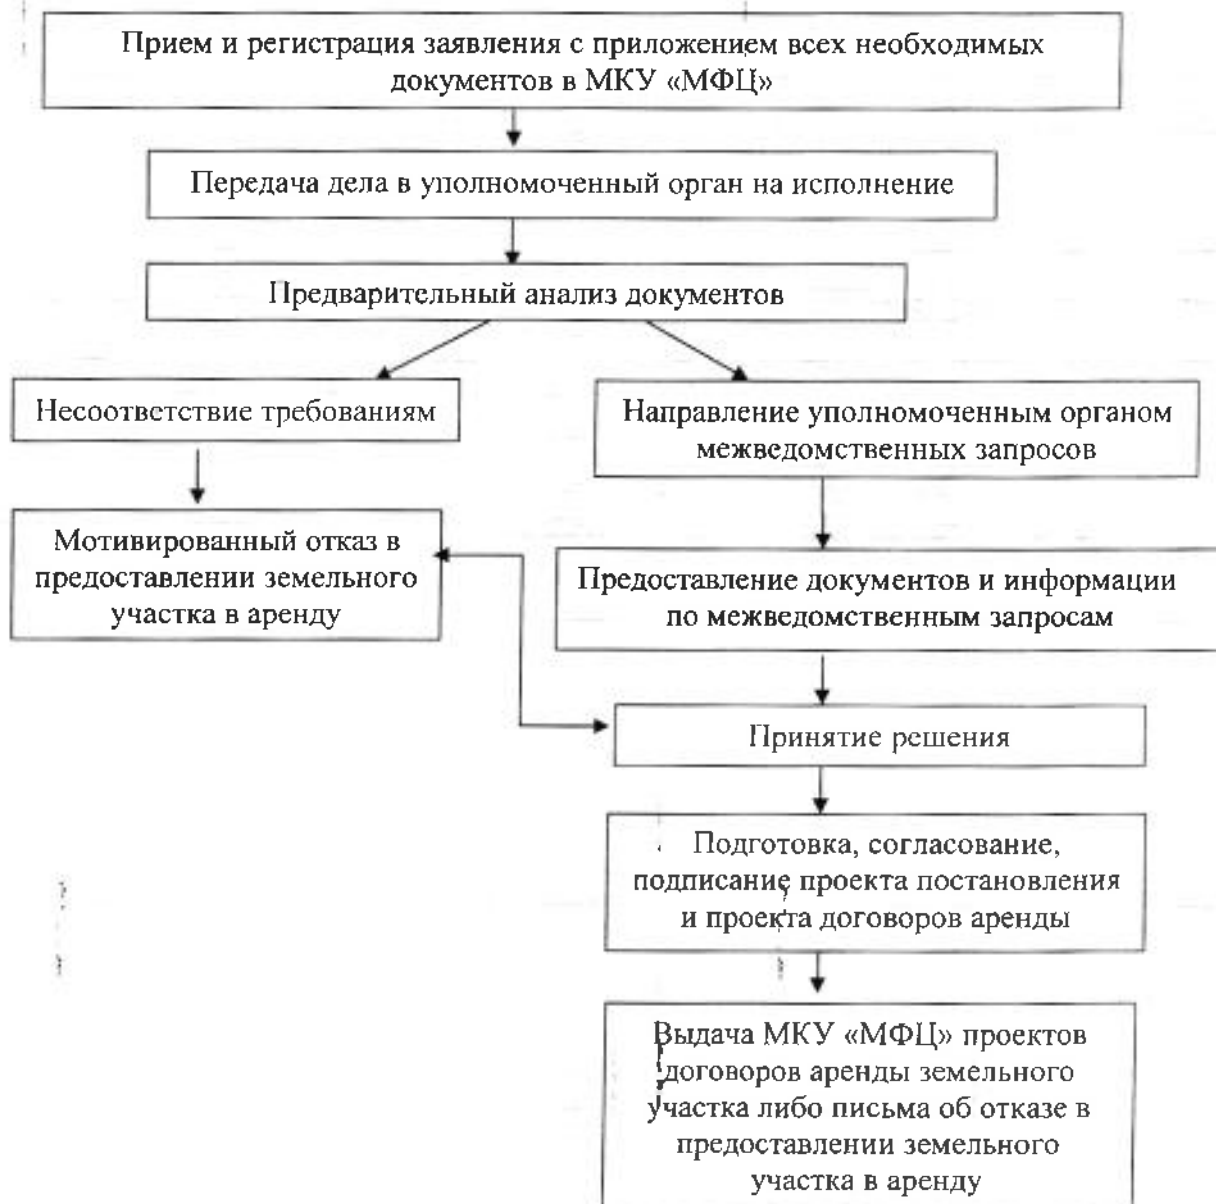 Прием и регистрация заявления с приложением всех необходимых
документов в МКУ «МФЦ»
Передача дела в уполномоченный орган на исполнение
Предварительный анализ документов
Несоответствие требованиям
Направление уполномоченным органом
межведомственных запросов
Мотивированный отказ в
предоставлении земельного
участка в аренду
Предоставление документов и информации
по межведомственным запросам
Принятие решения
Подготовка, согласование,
подписание проекта постановления
и проекта договоров аренды
Выдача МКУ «МФЦ» проектов
договоров аренды земельного
участка либо письма об отказе в
предоставлении земельного
участка в аренду